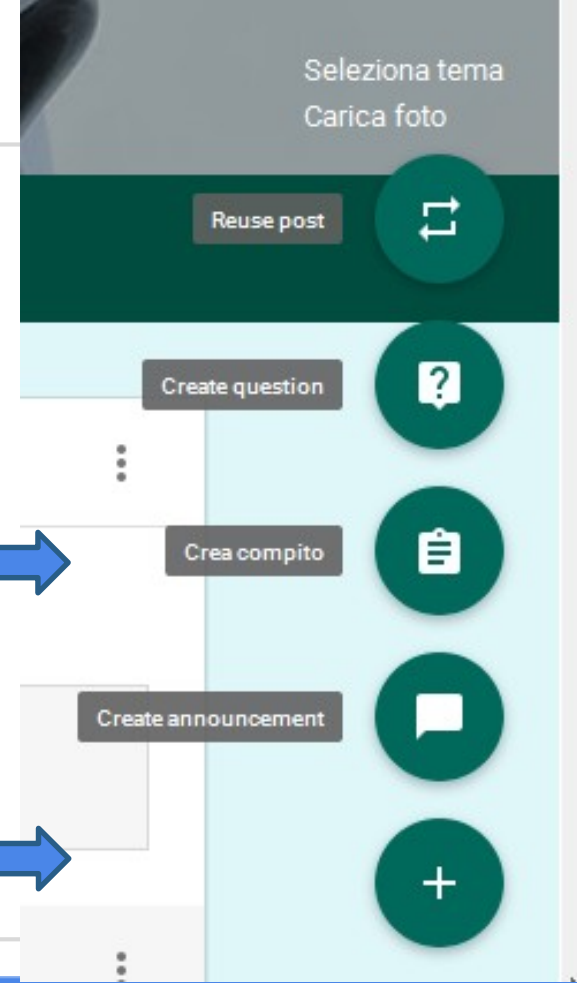 Seleziona tema
Carica foto
Reuse post
Create question
Crea compito
Create announcement